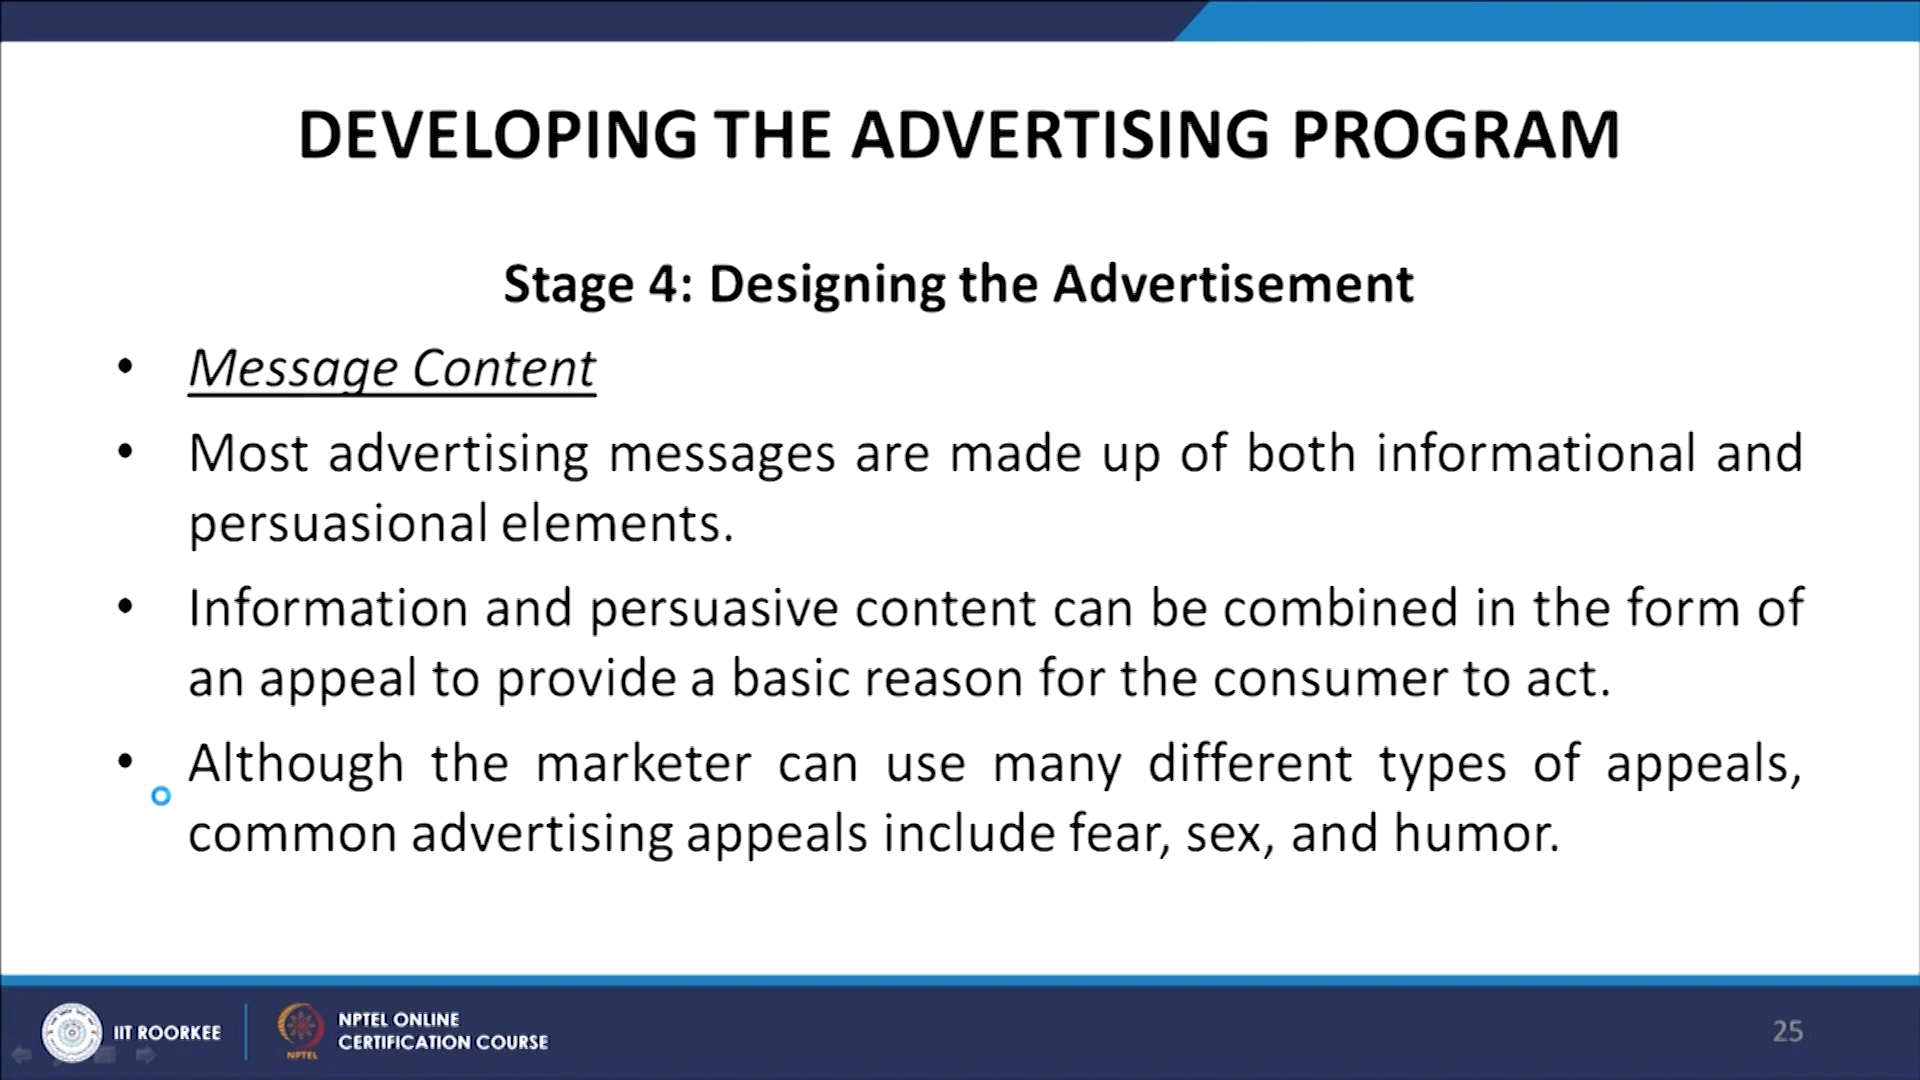 DEVELOPING THE ADVERTISING PROGRAM
Stage 4: Designing the Advertisement
• Message Content
• Most advertising messages are made up of both informational and
persuasional elements.
• Information and persuasive content can be combined in the form of
an appeal to provide a basic reason for the consumer to act.
• Although the marketer can use many different types of appeals,
common advertising appeals include fear, sex, and humor.
IIT ROORKEE
NPTEL
NPTEL ONLINE
CERTIFICATION COURSE
25